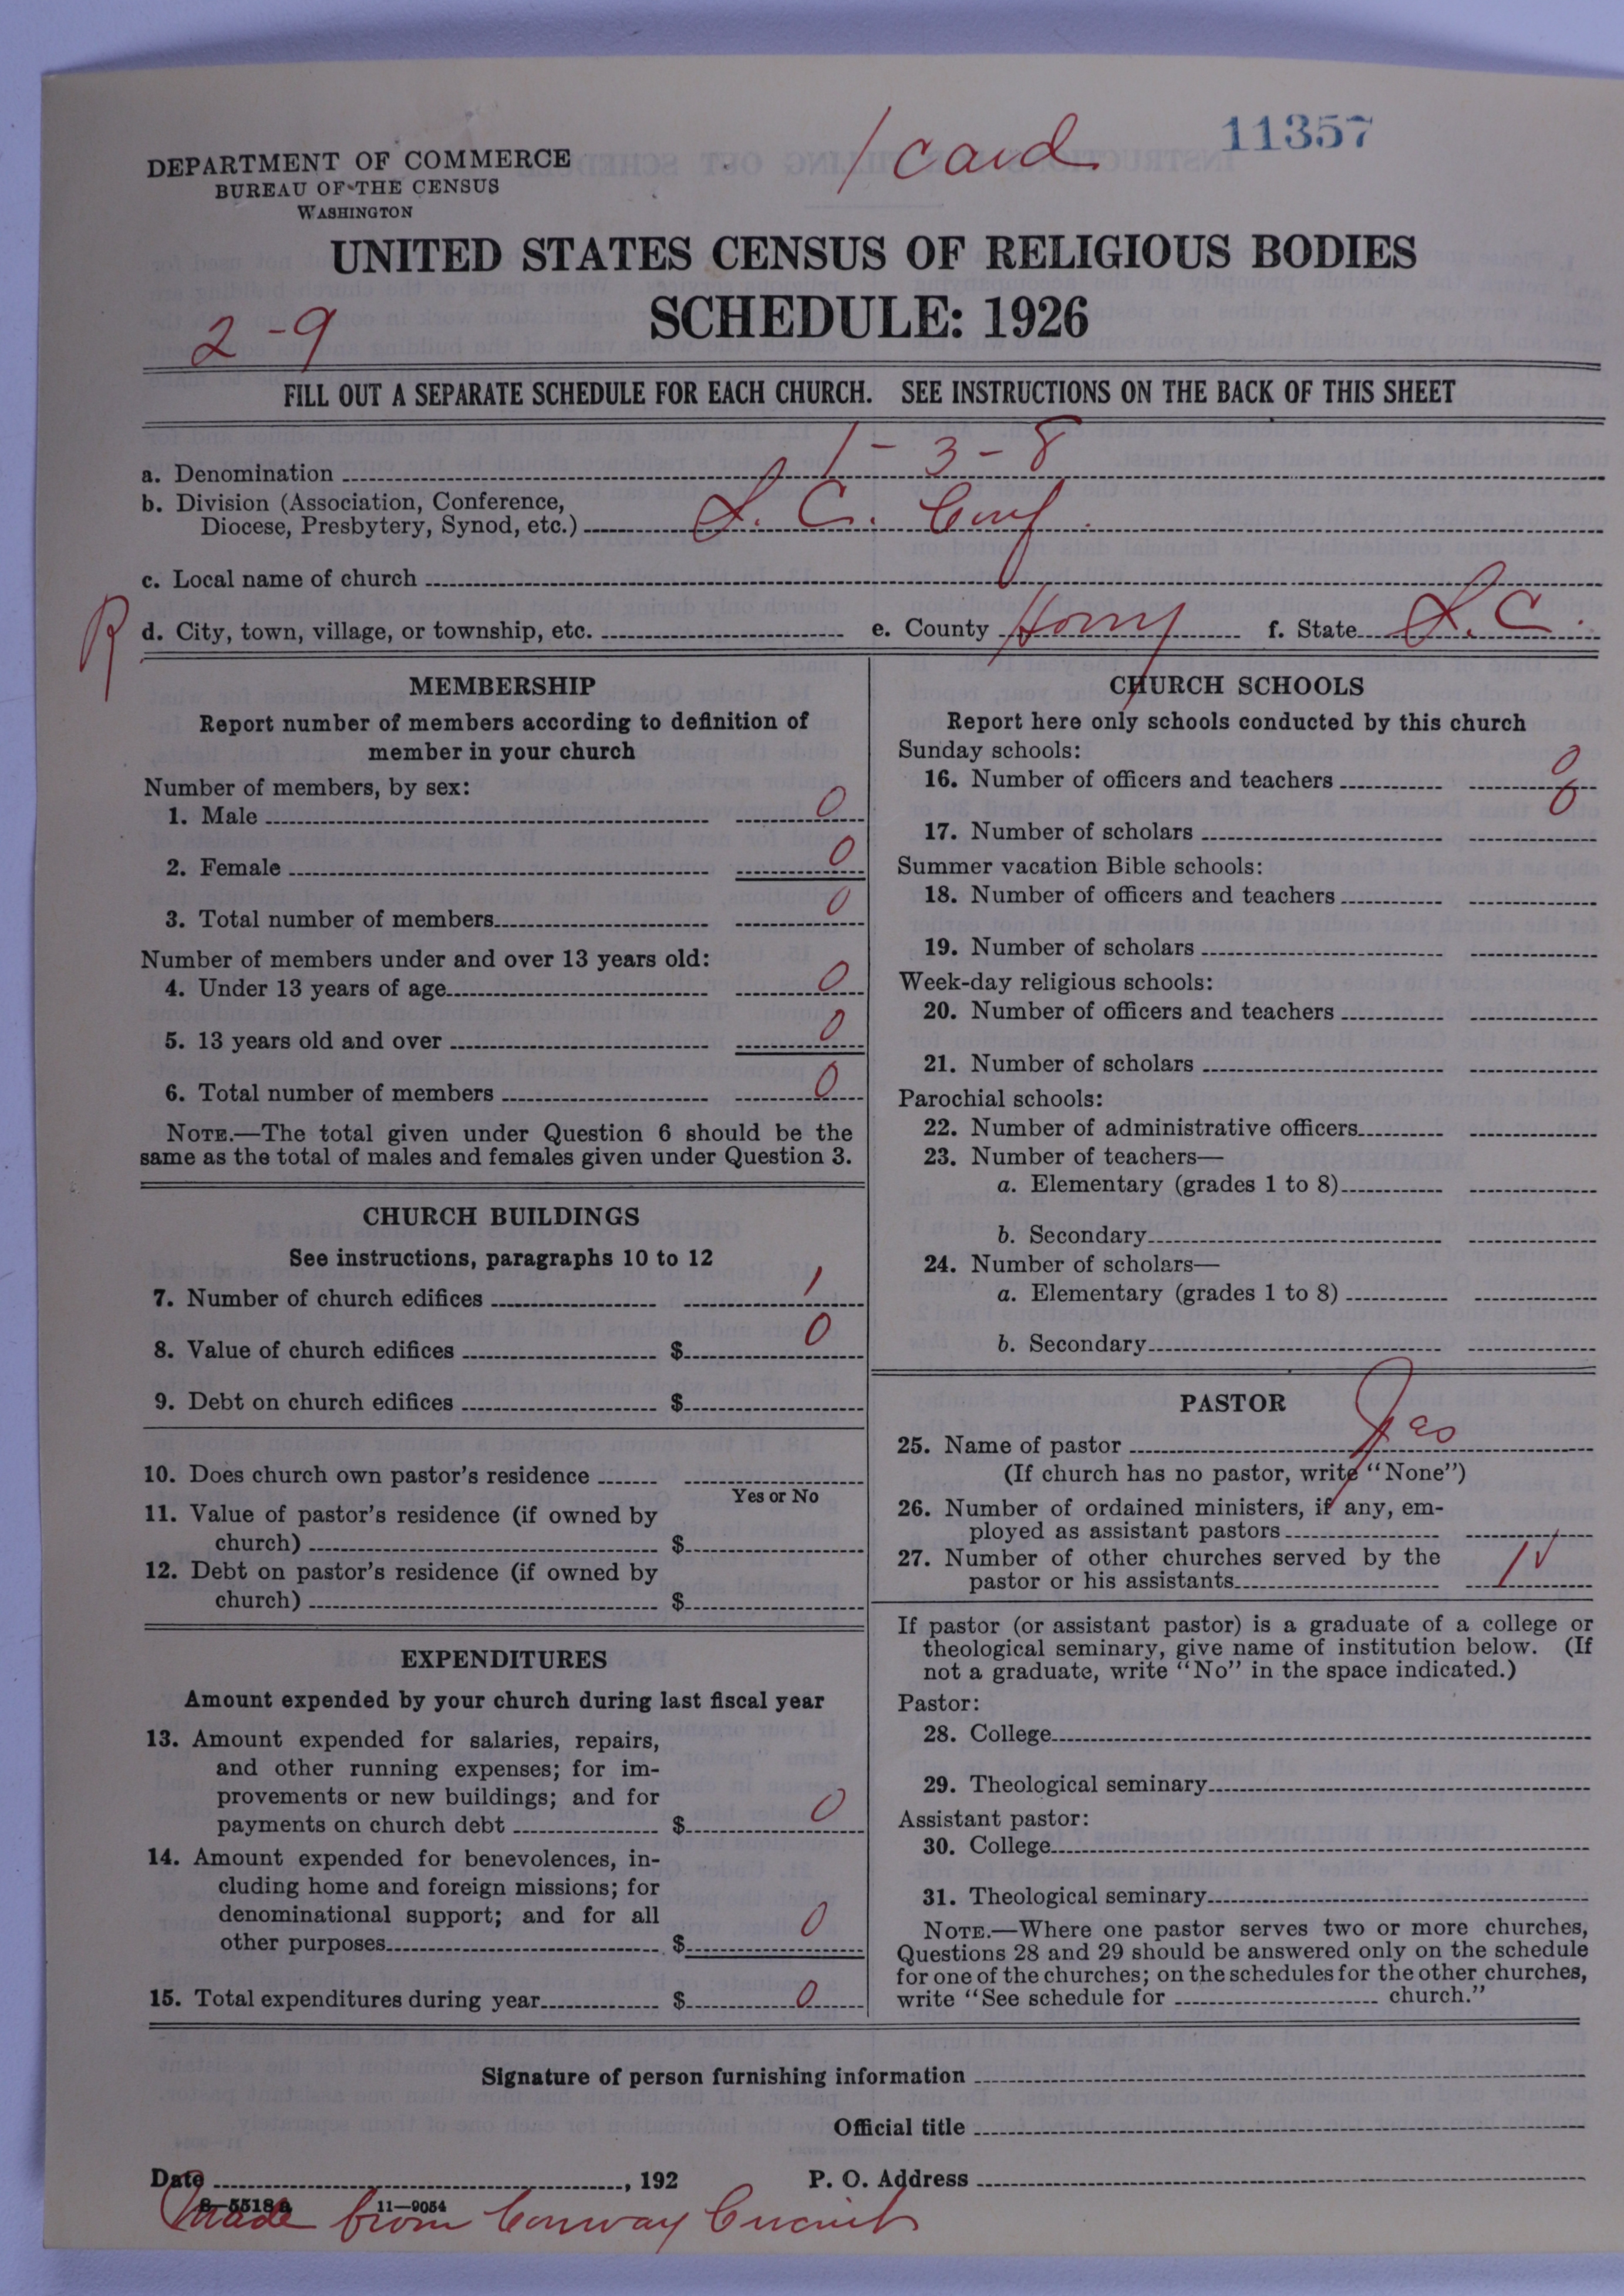 1 card
11357
DEPARTMENT OF COMMERCE
BUREAU OF THE CENSUS
WASHINGTON
UNITED STATES CENSUS OF RELIGIOUS BODIES
SCHEDULE: 1926
2-9
FILL OUT A SEPARATE SCHEDULE FOR EACH CHURCH. SEE INSTRUCTIONS ON THE BACK OF THIS SHEET
a. Denomination 1-3-8
b. Division (Association, Conference,
Diocese, Presbytery, Synod, etc.) S. C. Conf.
c. Local name of church
R
d. City, town, village, or township, etc. e. County Horry f. State S.C.
MEMBERSHIP
Report number of members according to definition of
member in your church
Number of members, by sex:
1. Male 0
2. Female 0
3. Total number of members 0
Number of members under and over 13 years old:
4. Under 13 years of age 0
5. 13 years old and over 0
6. Total number of members 0
NOTE.—The total given under Question 6 should be the
same as the total of males and females given under Question 3.
CHURCH BUILDINGS
See instructions, paragraphs 10 to 12
7. Number of church edifices 1
8. Value of church edifices $ 0
9. Debt on church edifices $
10. Does church own pastor's residence
Yes or No
11. Value of pastor's residence (if owned by
church) $
12. Debt on pastor's residence (if owned by
church) $
EXPENDITURES
Amount expended by your church during last fiscal year
13. Amount expended for salaries, repairs,
and other running expenses; for im-
provements or new buildings; and for
payments on church debt $ 0
14. Amount expended for benevolences, in-
cluding home and foreign missions; for
denominational support; and for all
other purposes $ 0
15. Total expenditures during year $ 0
CHURCH SCHOOLS
Report here only schools conducted by this church
Sunday schools:
16. Number of officers and teachers 0
17. Number of scholars 0
Summer vacation Bible schools:
18. Number of officers and teachers
19. Number of scholars
Week-day religious schools:
20. Number of officers and teachers
21. Number of scholars
Parochial schools:
22. Number of administrative officers
23. Number of teachers—
a. Elementary (grades 1 to 8)
b. Secondary
24. Number of scholars—
a. Elementary (grades 1 to 8)
b. Secondary
PASTOR
25. Name of pastor
(If church has no pastor, write "None")
26. Number of ordained ministers, if any, em-
ployed as assistant pastors
27. Number of other churches served by the
pastor or his assistants 1 ✓
If pastor (or assistant pastor) is a graduate of a college or
theological seminary, give name of institution below. (If
not a graduate, write "No" in the space indicated.)
Pastor:
28. College
29. Theological seminary
Assistant pastor:
30. College
31. Theological seminary
NOTE.—Where one pastor serves two or more churches,
Questions 28 and 29 should be answered only on the schedule
for one of the churches; on the schedules for the other churches,
write "See schedule for church."
Signature of person furnishing information
Official title
Date , 192 P. O. Address
8—5518a 11—9054
Made from Conway Circuit